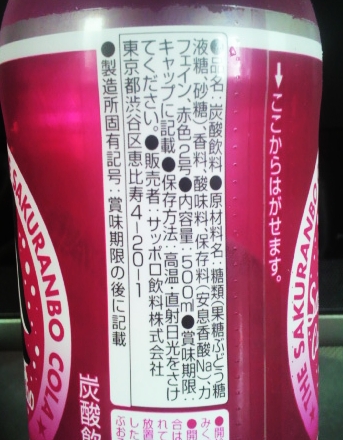 ↓ここからはがせます。
●品名：炭酸飲料●原材料名：糖類(果糖ぶどう糖
液糖、砂糖)、香料、酸味料、保存料(安息香酸Na)、カ
フェイン、赤色2号●内容量：500ml●賞味期限：
キャップに記載●保存方法：高温・直射日光をさけ
てください。●販売者：サッポロ飲料株式会社
東京都渋谷区恵比寿4-20-1
●製造所固有記号：賞味期限の後に記載
THE SAKURANBO COLA★
THE SAKURANBO
炭酸飲